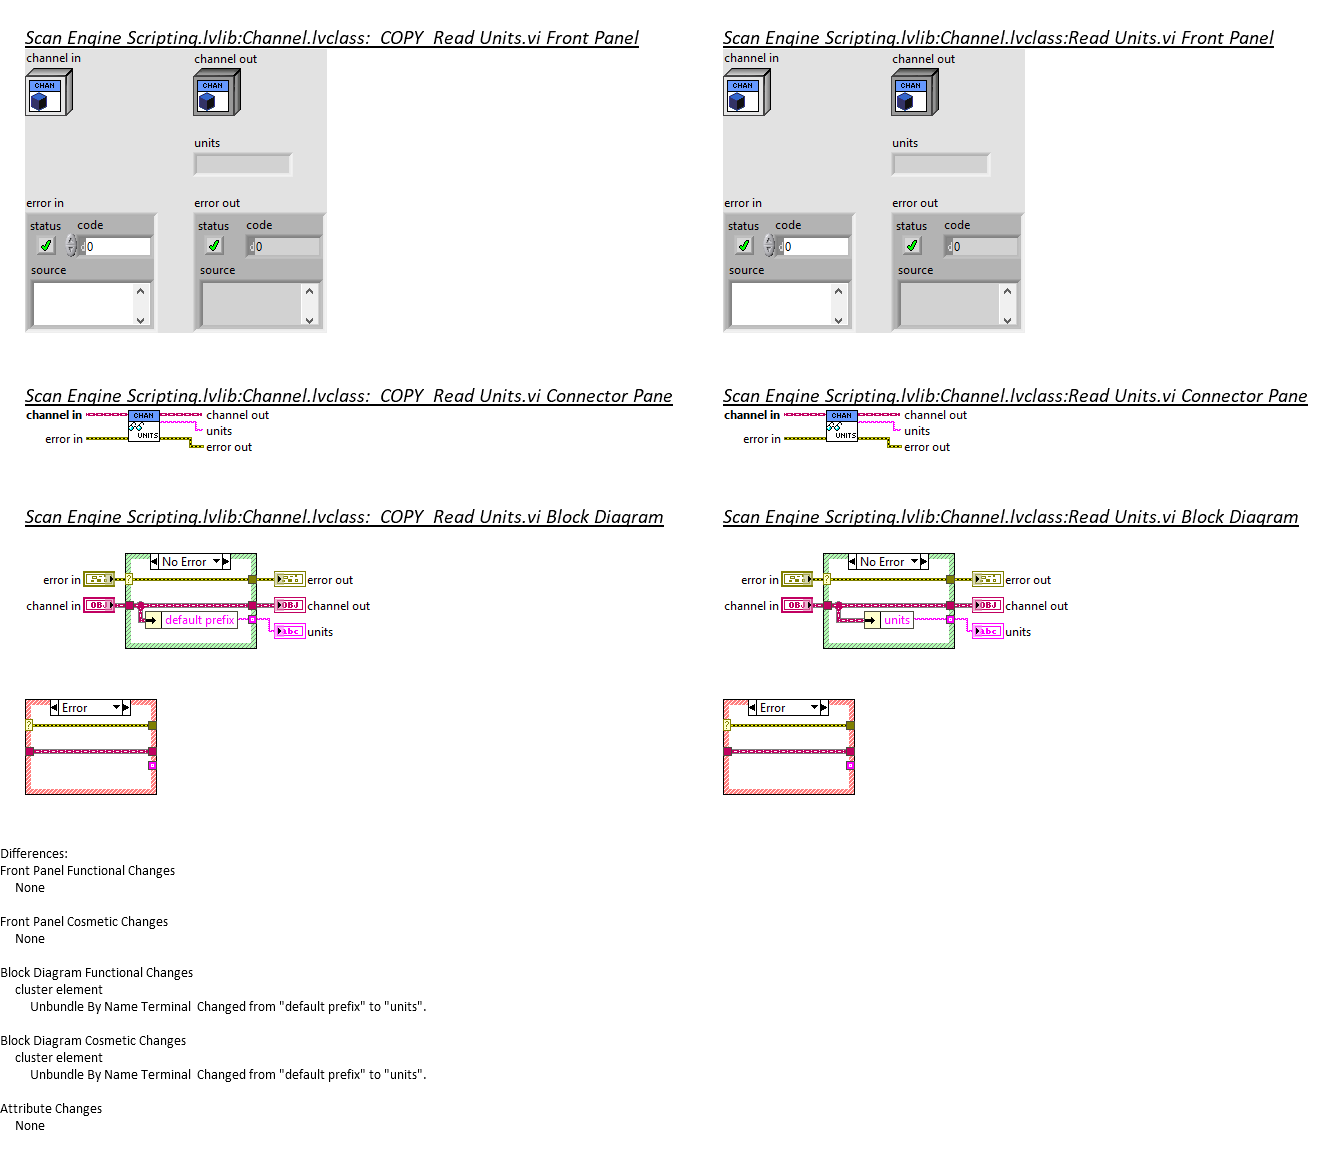 Scan Engine Scripting.lvlib:Channel.lvclass:_COPY_Read Units.vi Front Panel
channel in
channel out
CHAN
CHAN
units
error in
error out
status code
status code
0
d 0
source
source
Scan Engine Scripting.lvlib:Channel.lvclass:Read Units.vi Front Panel
channel in
channel out
CHAN
CHAN
units
error in
error out
status code
status code
0
d 0
source
source
Scan Engine Scripting.lvlib:Channel.lvclass:_COPY_Read Units.vi Connector Pane
channel in
CHAN
channel out
units
error in
UNITS
error out
Scan Engine Scripting.lvlib:Channel.lvclass:Read Units.vi Connector Pane
channel in
CHAN
channel out
units
error in
UNITS
error out
Scan Engine Scripting.lvlib:Channel.lvclass:_COPY_Read Units.vi Block Diagram
No Error
error in
?
error out
channel in
OBJ
OBJ
channel out
default prefix
abc
units
Error
?
Scan Engine Scripting.lvlib:Channel.lvclass:Read Units.vi Block Diagram
No Error
error in
?
error out
channel in
OBJ
OBJ
channel out
units
abc
units
Error
?
Differences:
Front Panel Functional Changes
None
Front Panel Cosmetic Changes
None
Block Diagram Functional Changes
cluster element
Unbundle By Name Terminal  Changed from "default prefix" to "units".
Block Diagram Cosmetic Changes
cluster element
Unbundle By Name Terminal  Changed from "default prefix" to "units".
Attribute Changes
None